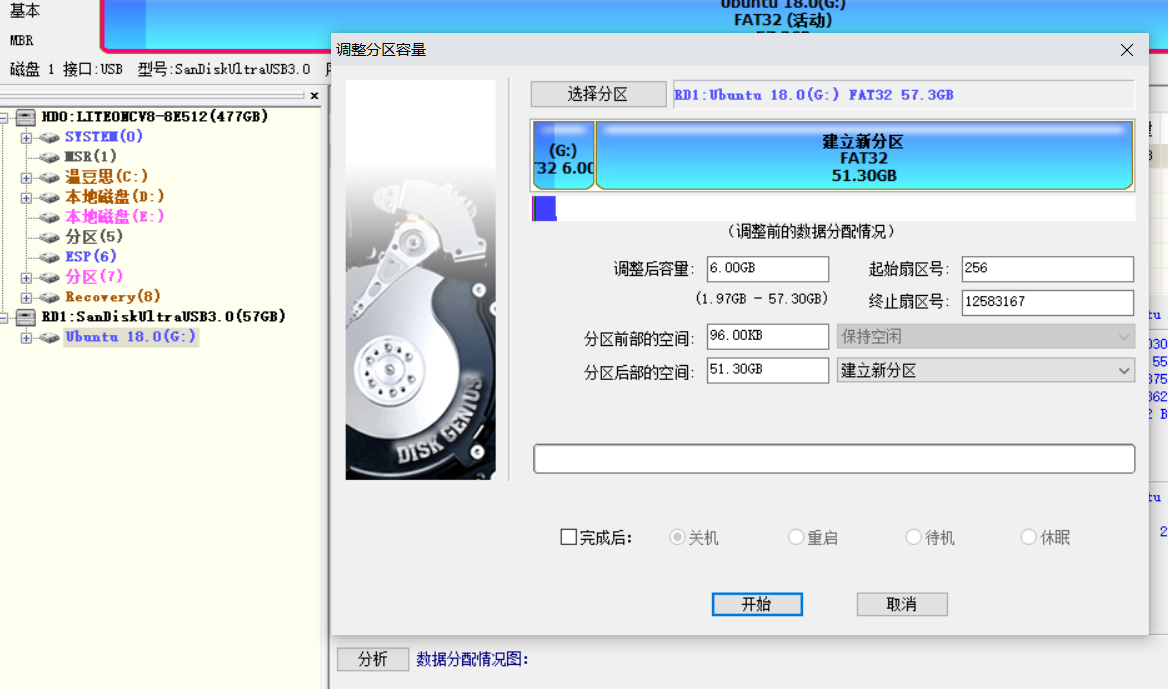 基本
Ubuntu 18.0(G:)
FAT32 (活动)
MBR
磁盘 1 接口:USB 型号:SanDiskUltraUSB3.0
HD0:LITEONCV8-8E512(477GB)
SYSTEM(0)
MSR(1)
温豆思(C:)
本地磁盘(D:)
本地磁盘(E:)
分区(5)
ESP(6)
分区(7)
Recovery(8)
RD1:SanDiskUltraUSB3.0(57GB)
Ubuntu 18.0(G:)
调整分区容量
选择分区 RD1:Ubuntu 18.0(G:) FAT32 57.3GB
(G:)
32 6.00
建立新分区
FAT32
51.30GB
(调整前的数据分配情况)
调整后容量: 6.00GB 起始扇区号: 256
(1.97GB - 57.30GB) 终止扇区号: 12583167
分区前部的空间: 96.00KB 保持空闲
分区后部的空间: 51.30GB 建立新分区
DISK GENIUS
完成后: 关机 重启 待机 休眠
开始 取消
分析 数据分配情况图: